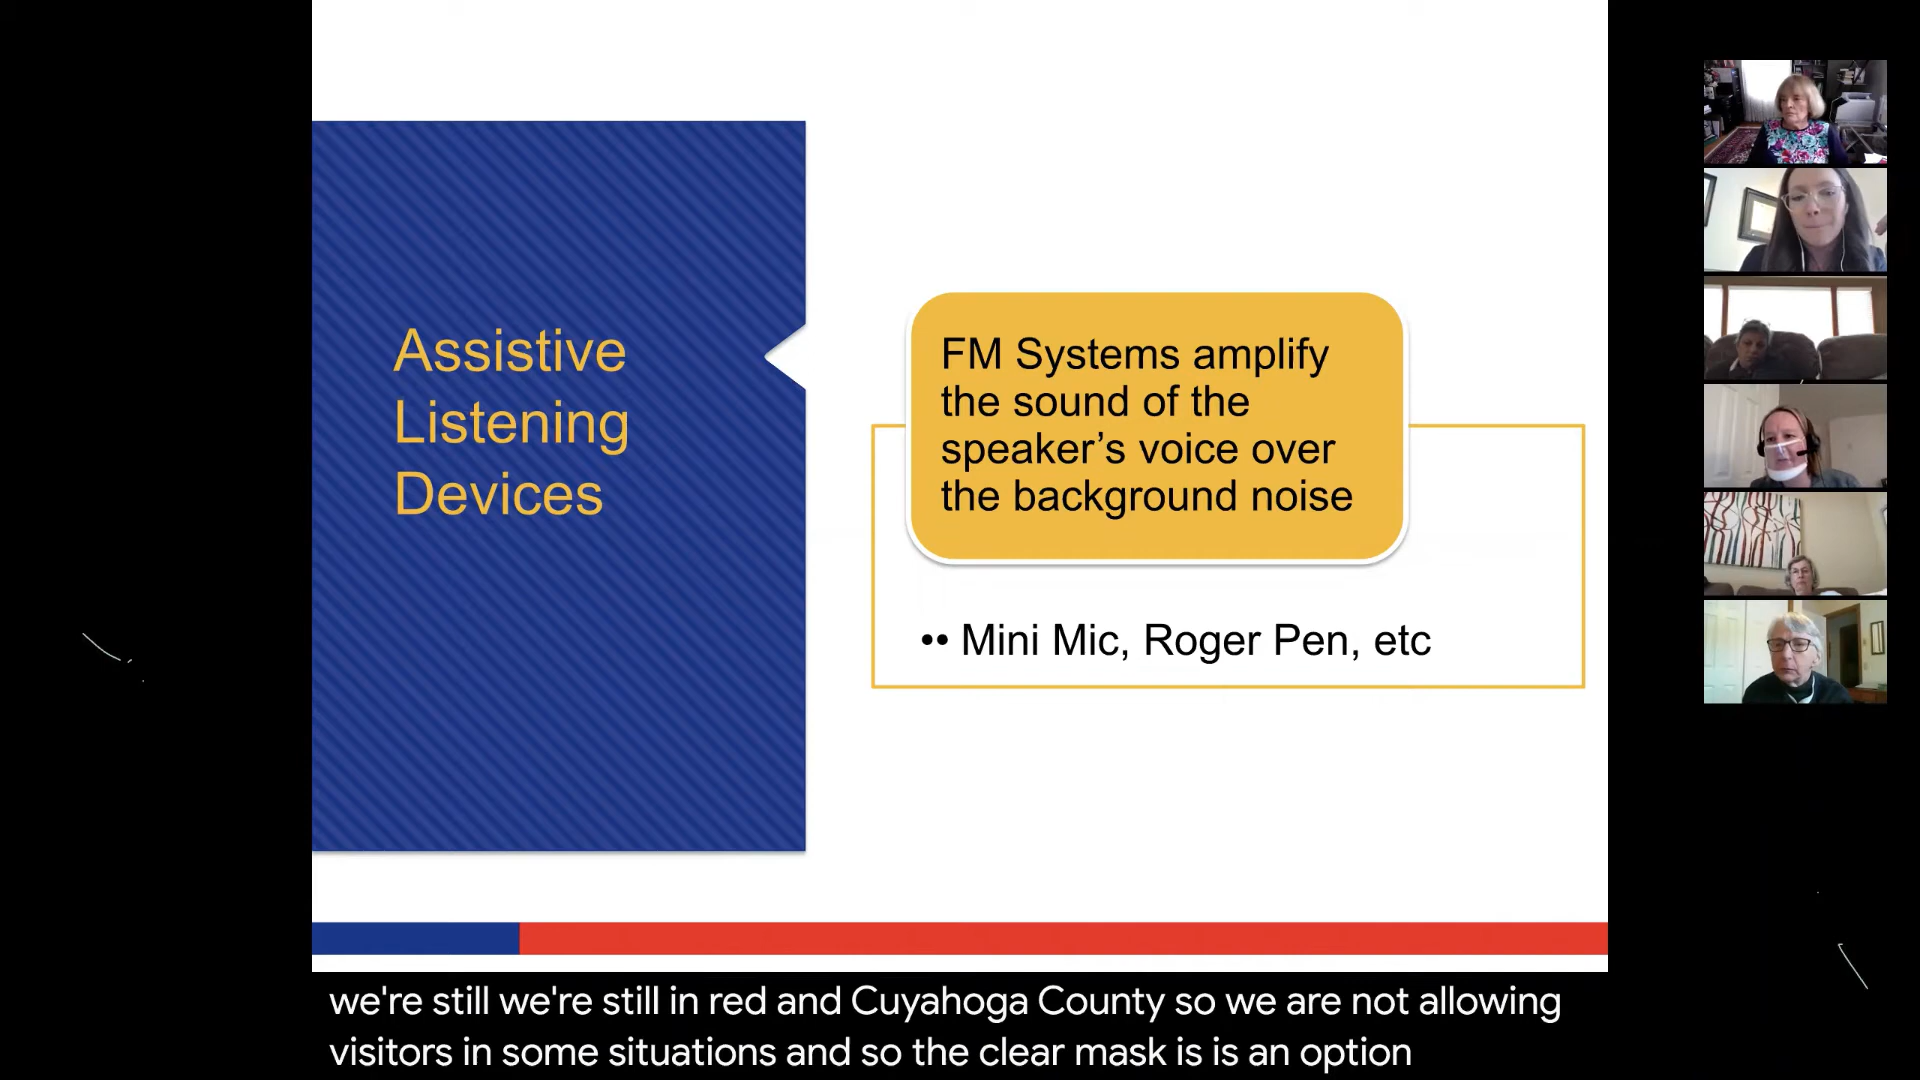 Assistive
Listening
Devices
FM Systems amplify
the sound of the
speaker’s voice over
the background noise
•• Mini Mic, Roger Pen, etc
we're still we're still in red and Cuyahoga County so we are not allowing
visitors in some situations and so the clear mask is is an option